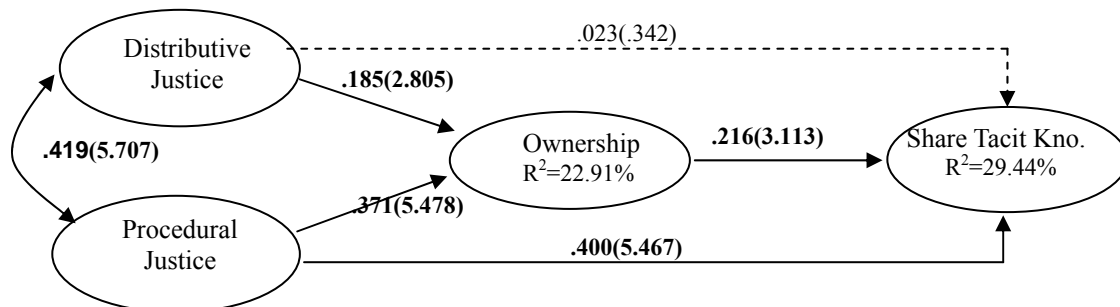 Distributive
Justice
.023(.342)
.185(2.805)
.419(5.707)
Ownership
R²=22.91%
.216(3.113)
Share Tacit Kno.
R²=29.44%
.371(5.478)
Procedural
Justice
.400(5.467)